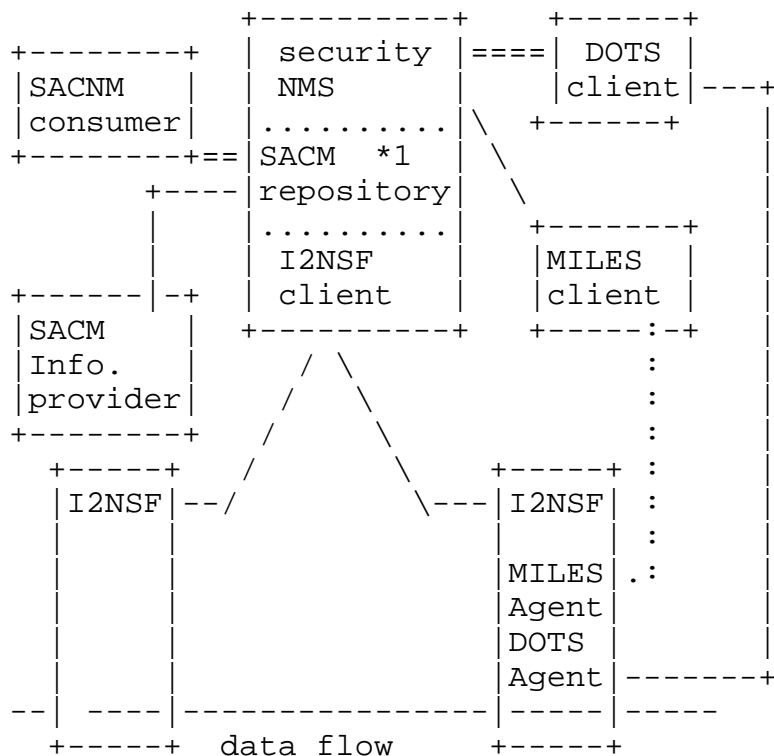 security
NMS
DOTS
client
SACNM
consumer
SACM *1
repository
I2NSF
client
MILES
client
SACM
Info.
provider
I2NSF
I2NSF
MILES
Agent
DOTS
Agent
data flow